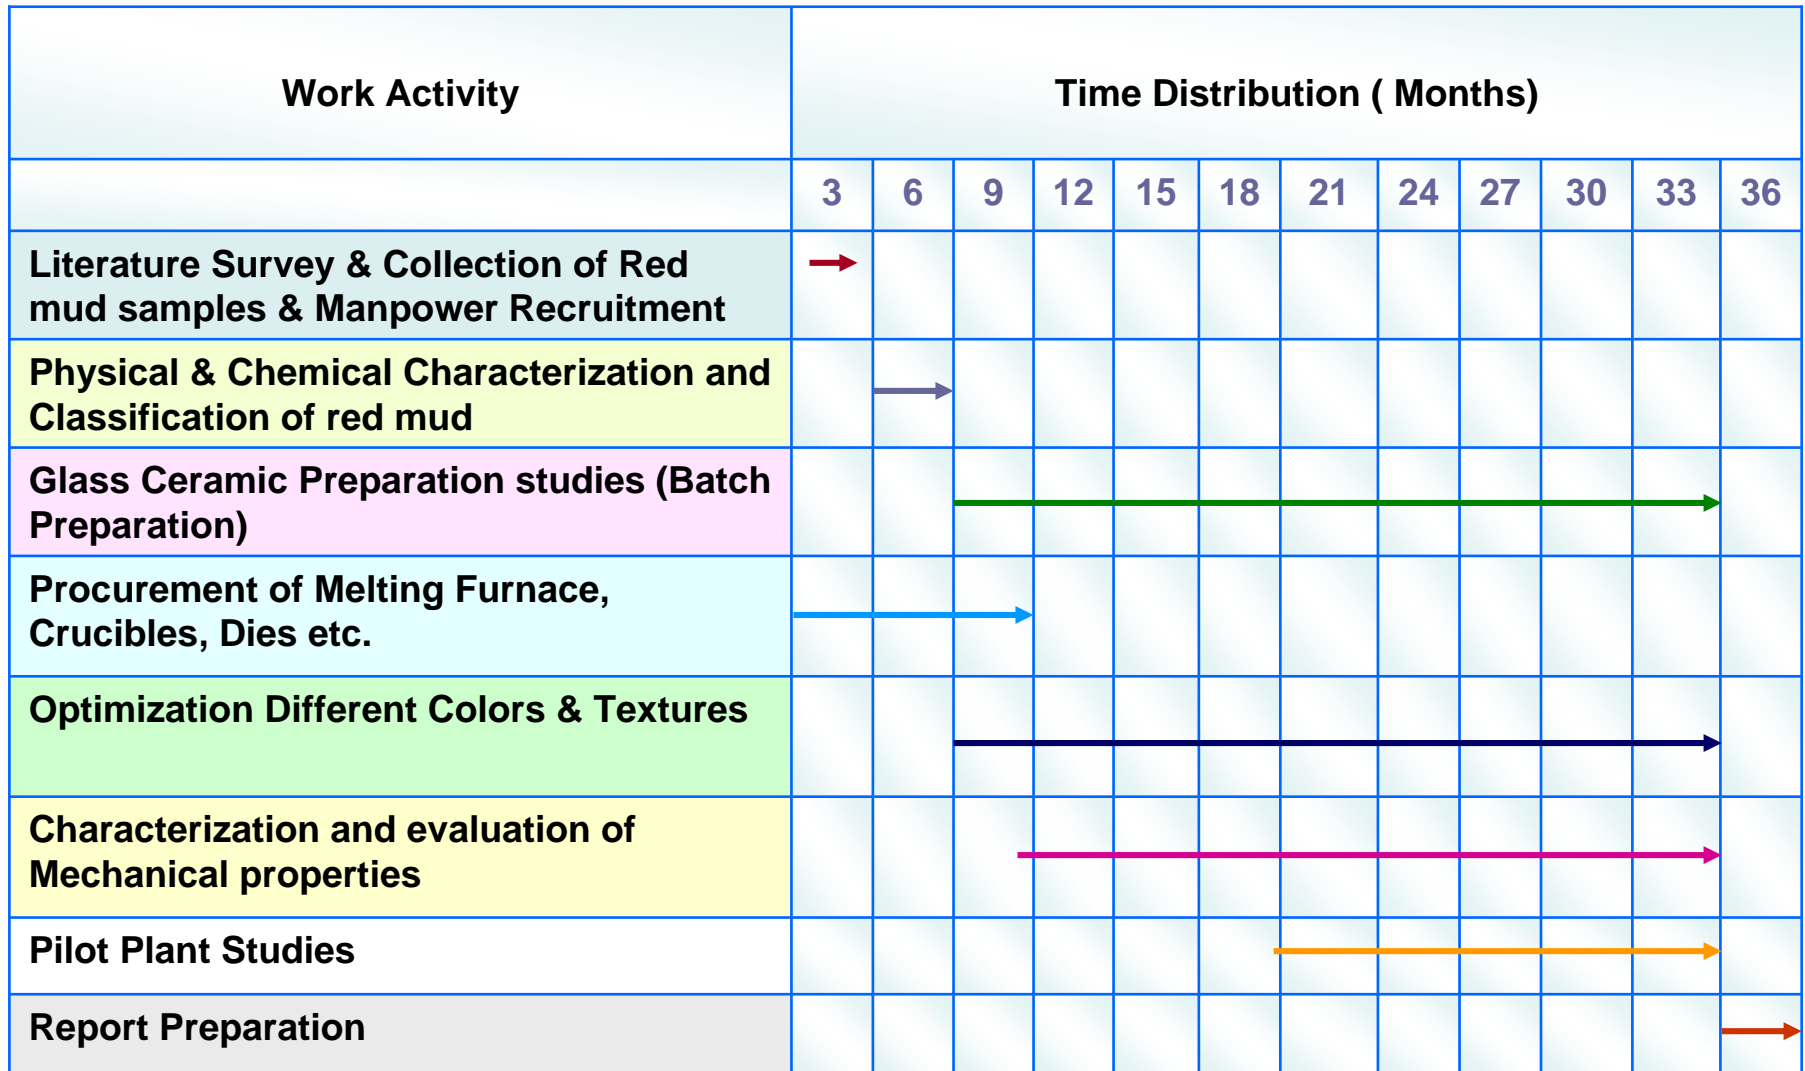 Work Activity
Time Distribution ( Months)
3 6 9 12 15 18 21 24 27 30 33 36
Literature Survey & Collection of Red
mud samples & Manpower Recruitment
Physical & Chemical Characterization and
Classification of red mud
Glass Ceramic Preparation studies (Batch
Preparation)
Procurement of Melting Furnace,
Crucibles, Dies etc.
Optimization Different Colors & Textures
Characterization and evaluation of
Mechanical properties
Pilot Plant Studies
Report Preparation